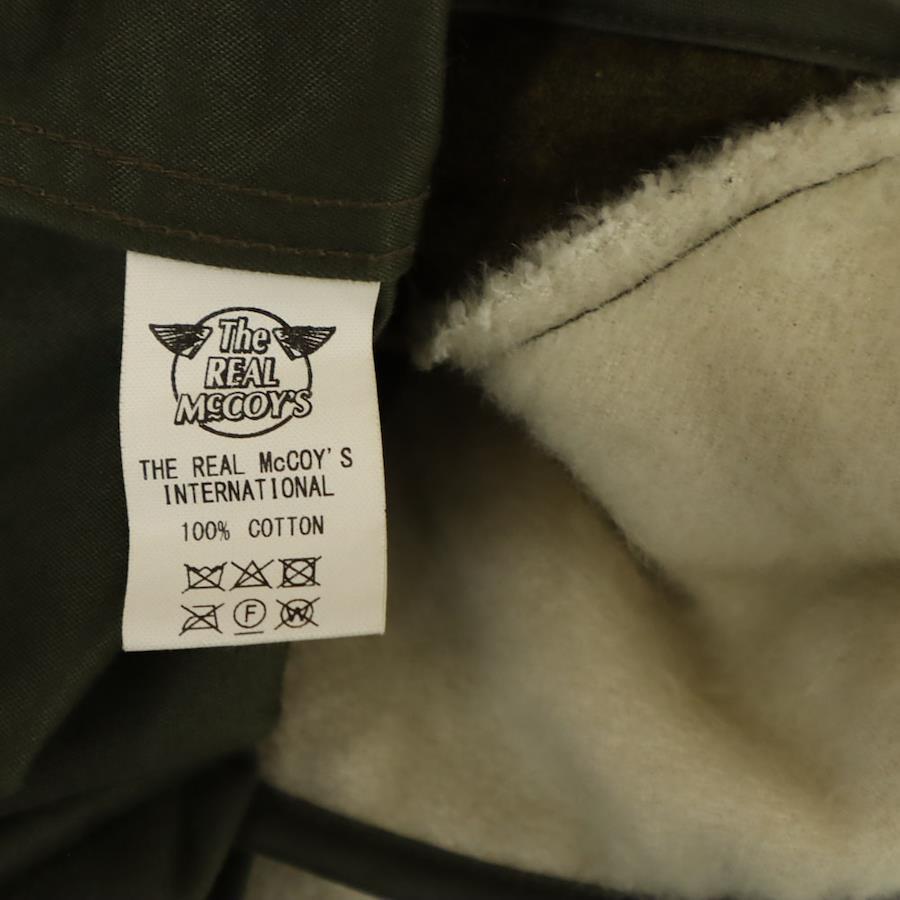 The
REAL
McCOY'S
THE REAL McCOY'S
INTERNATIONAL
100% COTTON
F
W